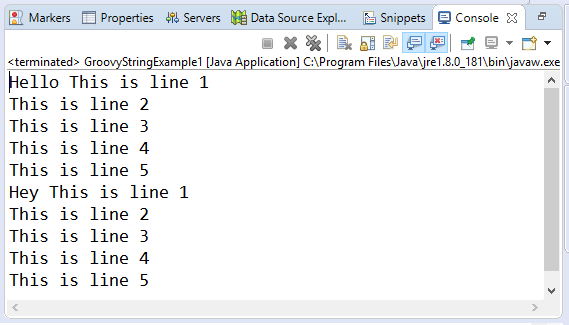 Markers Properties Servers Data Source Expl... Snippets Console
<terminated> GroovyStringExample1 [Java Application] C:\Program Files\Java\jre1.8.0_181\bin\javaw.exe
Hello This is line 1
This is line 2
This is line 3
This is line 4
This is line 5
Hey This is line 1
This is line 2
This is line 3
This is line 4
This is line 5